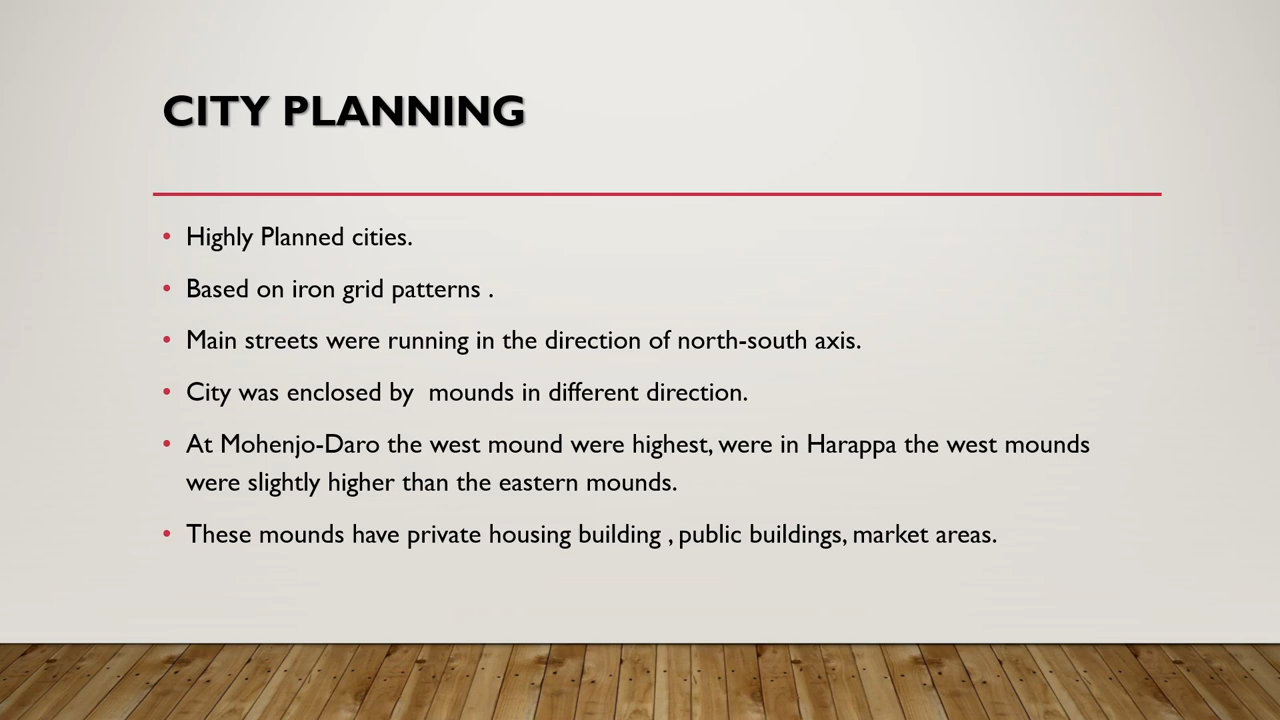 CITY PLANNING
• Highly Planned cities.
• Based on iron grid patterns .
• Main streets were running in the direction of north-south axis.
• City was enclosed by  mounds in different direction.
• At Mohenjo-Daro the west mound were highest, were in Harappa the west mounds
were slightly higher than the eastern mounds.
• These mounds have private housing building , public buildings, market areas.